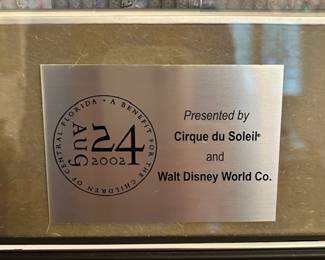 A BENEFIT FOR THE CHILDREN OF CENTRAL FLORIDA •
Aug
24
2002
Presented by
Cirque du Soleil®
and
Walt Disney World Co.